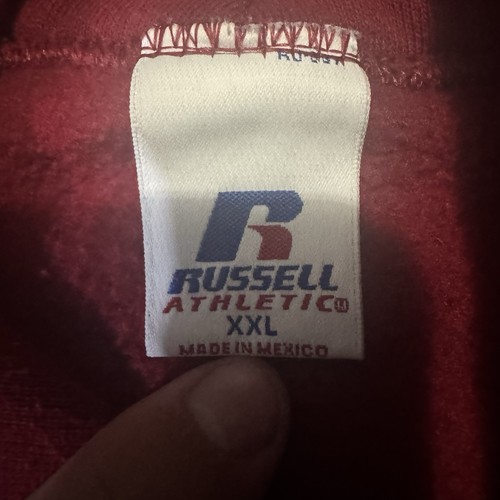 RUSSELL
ATHLETIC
XXL
MADE IN MEXICO